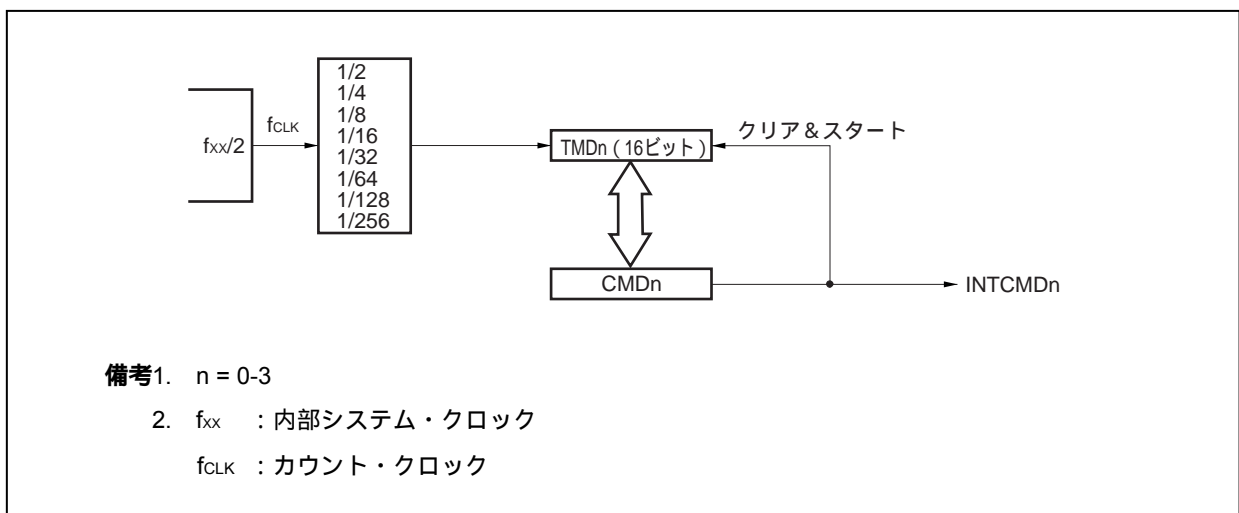 1/2
1/4
1/8
1/16
1/32
1/64
1/128
1/256
fxx/2
fCLK
TMDn（16ビット）
クリア＆スタート
CMDn
INTCMDn
備考1. n = 0-3
2. fxx ：内部システム・クロック
fCLK ：カウント・クロック